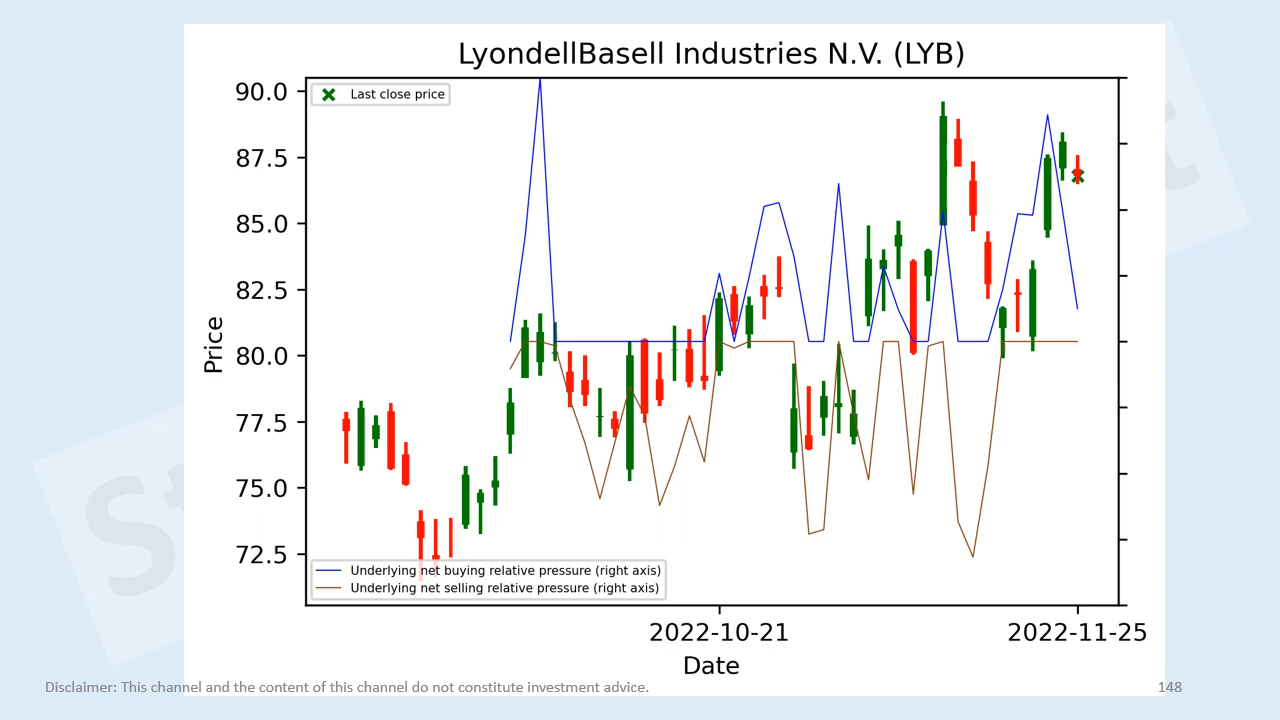 LyondellBasell Industries N.V. (LYB)
Last close price
90.0
87.5
85.0
82.5
80.0
77.5
75.0
72.5
Price
Underlying net buying relative pressure (right axis)
Underlying net selling relative pressure (right axis)
2022-10-21
2022-11-25
Date
Disclaimer: This channel and the content of this channel do not constitute investment advice.
148